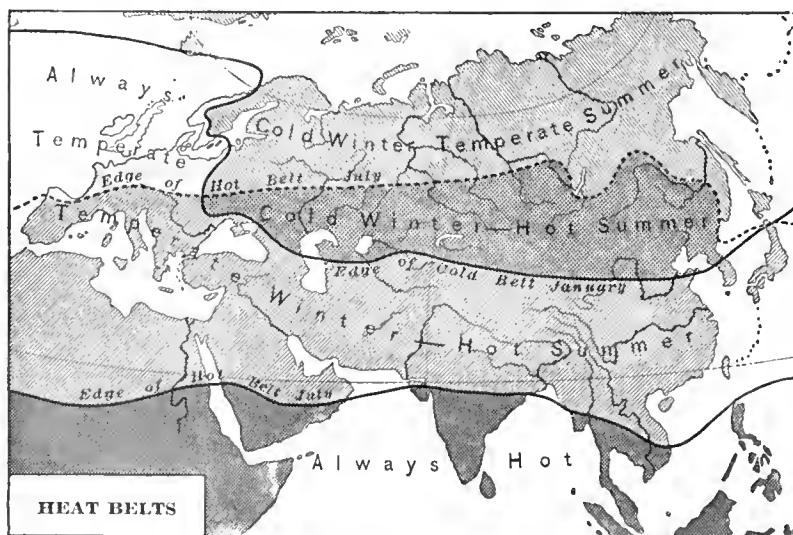 Always
Temperate
Cold Winter—Temperate Summer
Edge of Hot Belt July
Cold Winter—Hot Summer
Edge of Cold Belt January
Temperate Winter—Hot Summer
Edge of Hot Belt July
Always Hot
HEAT BELTS